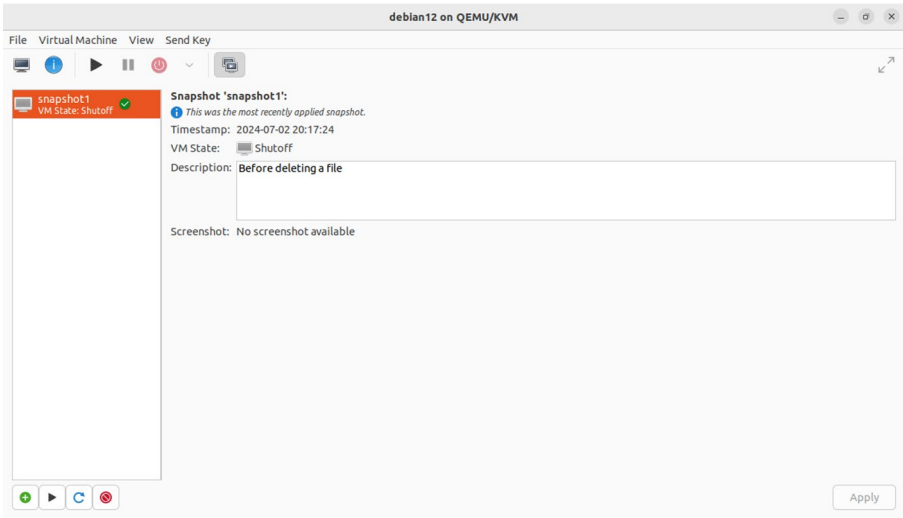 debian12 on QEMU/KVM
File Virtual Machine View Send Key
snapshot1
VM State: Shutoff
Snapshot 'snapshot1':
This was the most recently applied snapshot.
Timestamp: 2024-07-02 20:17:24
VM State: Shutoff
Description: Before deleting a file
Screenshot: No screenshot available
Apply